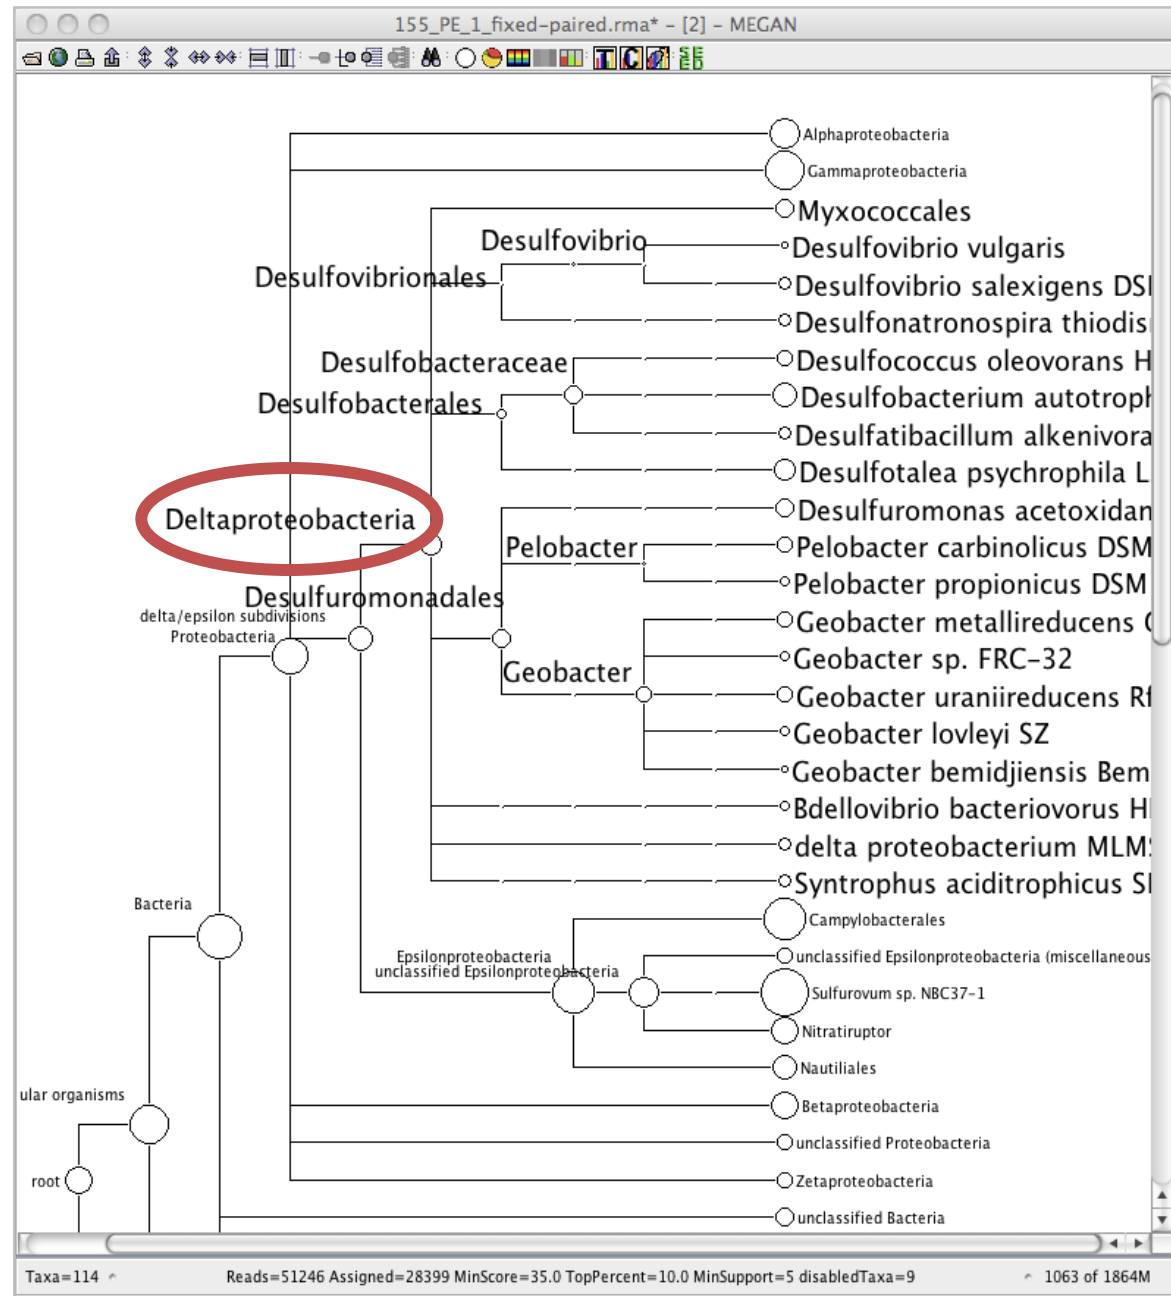 155_PE_1_fixed-paired.rma* - [2] - MEGAN
Alphaproteobacteria
Gammaproteobacteria
Myxococcales
Desulfovibrio
Desulfovibrio vulgaris
Desulfovibrionales
Desulfovibrio salexigens DS
Desulfonatronospira thiodis
Desulfobacteraceae
Desulfococcus oleovorans H
Desulfobacterales
Desulfobacterium autotroph
Desulfatibacillum alkenivora
Desulfotalea psychrophila L
Deltaproteobacteria
Desulfuromonas acetoxidan
Pelobacter
Pelobacter carbinolicus DSM
Pelobacter propionicus DSM
Desulfuromonadales
delta/epsilon subdivisions
Proteobacteria
Geobacter metallireducens
Geobacter sp. FRC-32
Geobacter
Geobacter uraniireducens Rf
Geobacter lovleyi SZ
Geobacter bemidjiensis Bem
Bdellovibrio bacteriovorus H
delta proteobacterium MLM
Syntrophus aciditrophicus S
Bacteria
Campylobacterales
Epsilonproteobacteria
unclassified Epsilonproteobacteria (miscellaneous
unclassified Epsilonproteobacteria
Sulfurovum sp. NBC37-1
Nitratiruptor
Nautiliales
ular organisms
Betaproteobacteria
unclassified Proteobacteria
root
Zetaproteobacteria
unclassified Bacteria
Taxa=114
Reads=51246 Assigned=28399 MinScore=35.0 TopPercent=10.0 MinSupport=5 disabledTaxa=9
1063 of 1864M